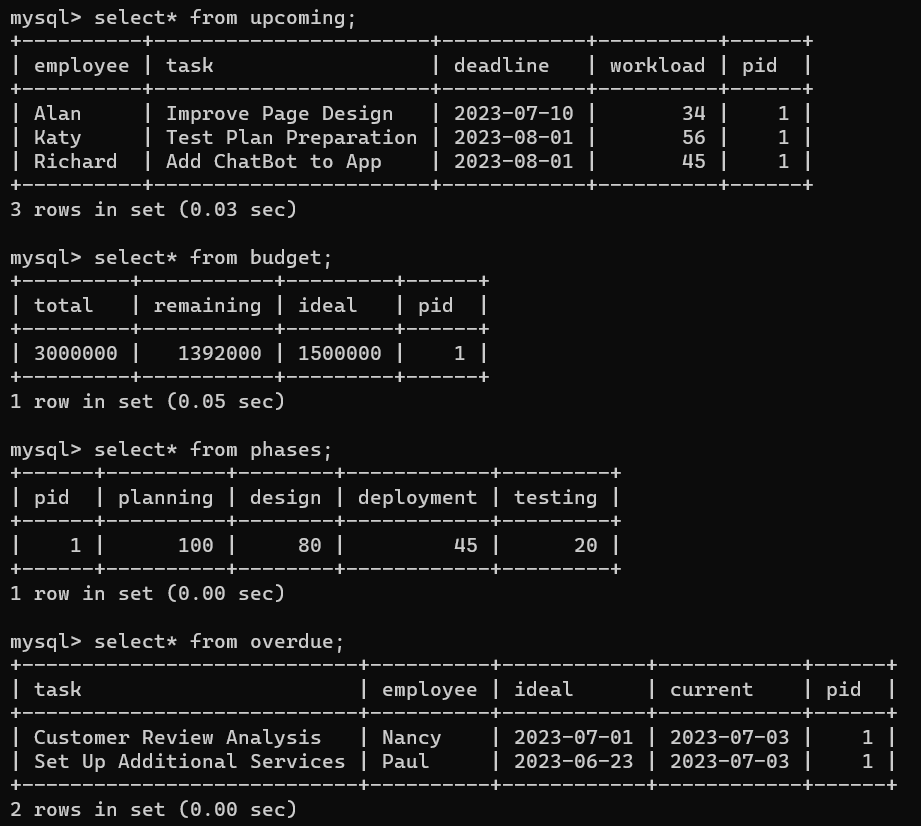 mysql> select* from upcoming;
+----------+-----------------------+------------+----------+------+
| employee | task                  | deadline   | workload | pid  |
+----------+-----------------------+------------+----------+------+
| Alan     | Improve Page Design   | 2023-07-10 |       34 |    1 |
| Katy     | Test Plan Preparation | 2023-08-01 |       56 |    1 |
| Richard  | Add ChatBot to App    | 2023-08-01 |       45 |    1 |
+----------+-----------------------+------------+----------+------+
3 rows in set (0.03 sec)

mysql> select* from budget;
+---------+-----------+---------+------+
| total   | remaining | ideal   | pid  |
+---------+-----------+---------+------+
| 3000000 |   1392000 | 1500000 |    1 |
+---------+-----------+---------+------+
1 row in set (0.05 sec)

mysql> select* from phases;
+------+----------+--------+------------+---------+
| pid  | planning | design | deployment | testing |
+------+----------+--------+------------+---------+
|    1 |      100 |     80 |         45 |      20 |
+------+----------+--------+------------+---------+
1 row in set (0.00 sec)

mysql> select* from overdue;
+----------------------------+----------+------------+------------+------+
| task                       | employee | ideal      | current    | pid  |
+----------------------------+----------+------------+------------+------+
| Customer Review Analysis   | Nancy    | 2023-07-01 | 2023-07-03 |    1 |
| Set Up Additional Services | Paul     | 2023-06-23 | 2023-07-03 |    1 |
+----------------------------+----------+------------+------------+------+
2 rows in set (0.00 sec)